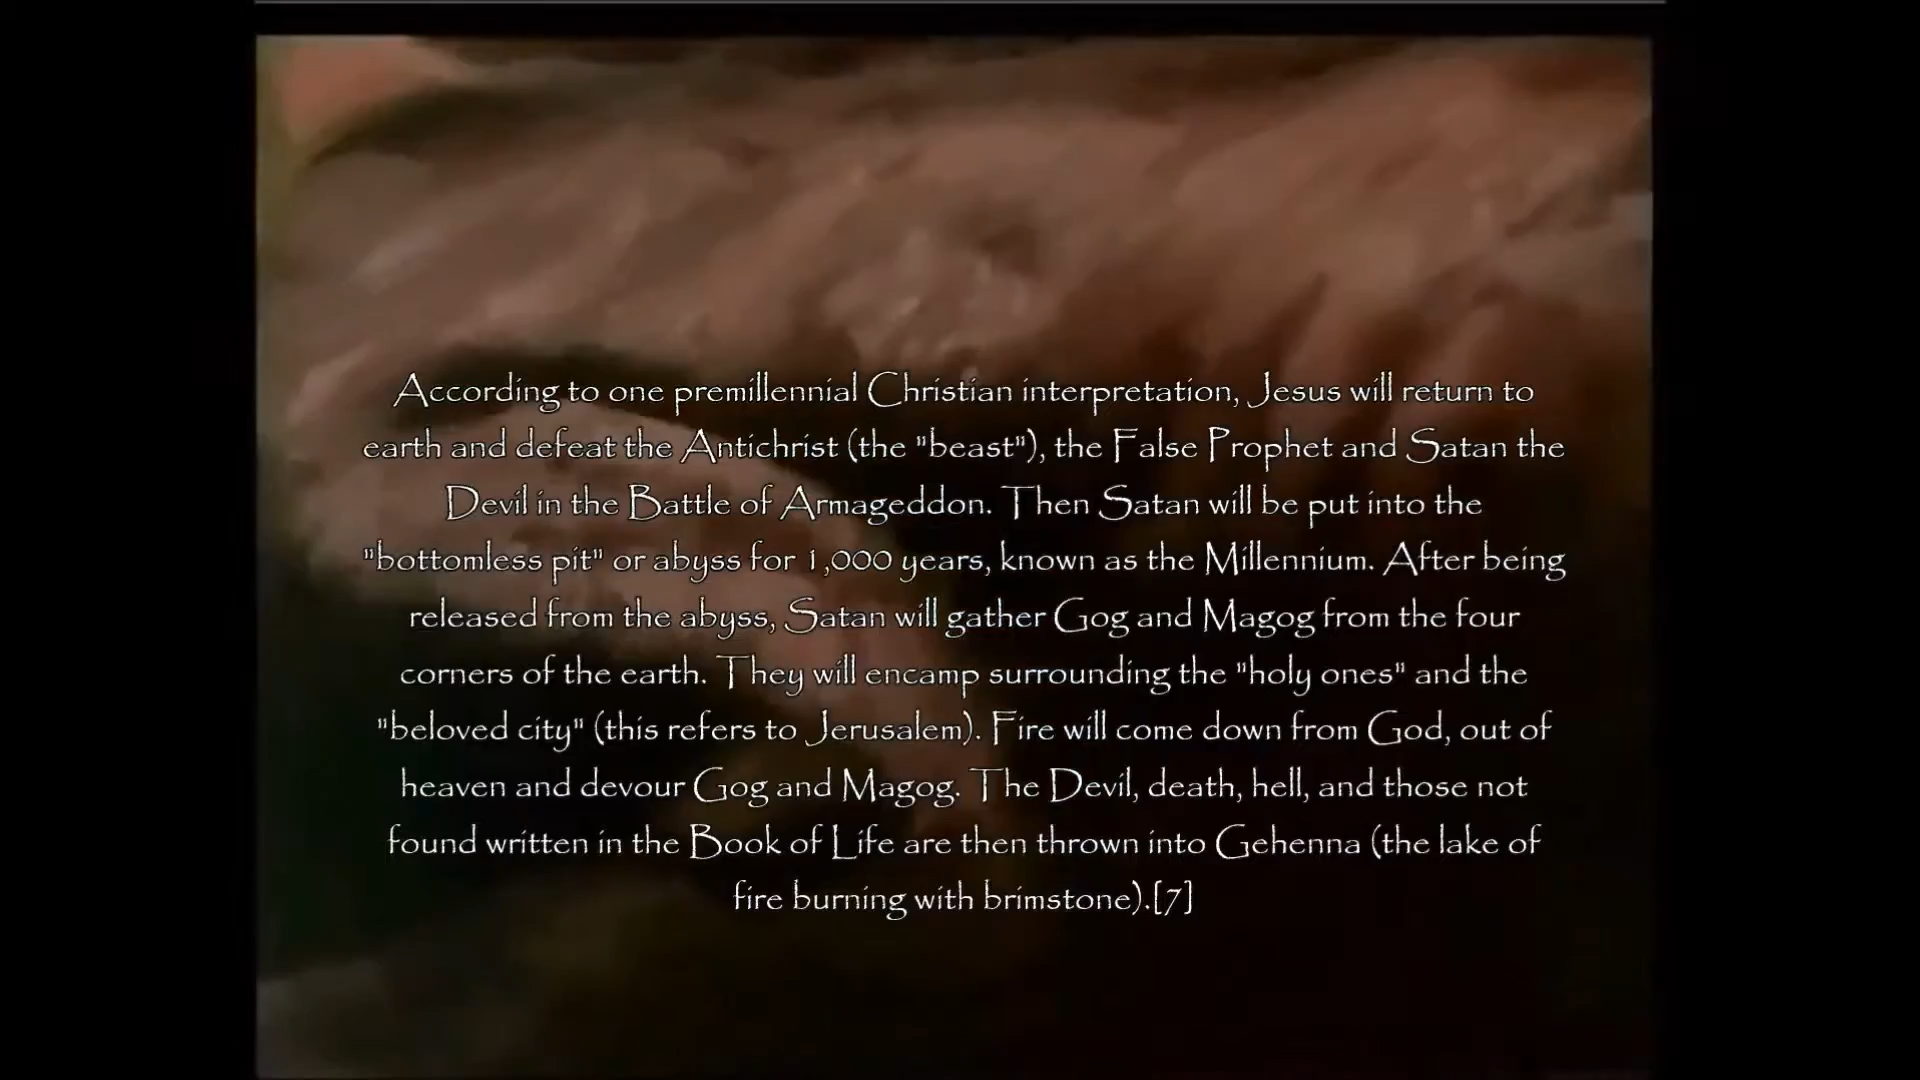 According to one premillennial Christian interpretation, Jesus will return to
earth and defeat the Antichrist (the "beast"), the False Prophet and Satan the
Devil in the Battle of Armageddon. Then Satan will be put into the
"bottomless pit" or abyss for 1,000 years, known as the Millennium. After being
released from the abyss, Satan will gather Gog and Magog from the four
corners of the earth. They will encamp surrounding the "holy ones" and the
"beloved city" (this refers to Jerusalem). Fire will come down from God, out of
heaven and devour Gog and Magog. The Devil, death, hell, and those not
found written in the Book of Life are then thrown into Gehenna (the lake of
fire burning with brimstone).[7]